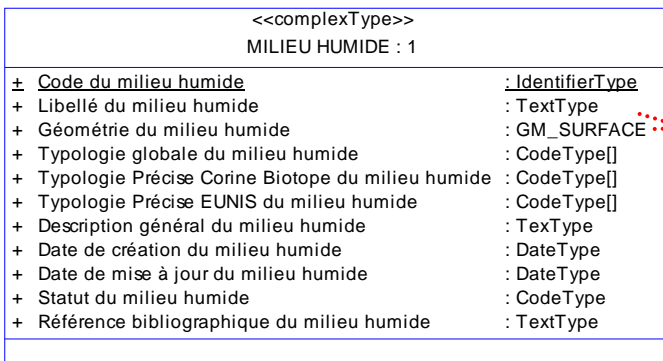 <<complexType>>
MILIEU HUMIDE : 1
+ Code du milieu humide : IdentifierType
+ Libellé du milieu humide : TextType
+ Géométrie du milieu humide : GM_SURFACE
+ Typologie globale du milieu humide : CodeType[]
+ Typologie Précise Corine Biotope du milieu humide : CodeType[]
+ Typologie Précise EUNIS du milieu humide : CodeType[]
+ Description général du milieu humide : TexType
+ Date de création du milieu humide : DateType
+ Date de mise à jour du milieu humide : DateType
+ Statut du milieu humide : CodeType
+ Référence bibliographique du milieu humide : TextType